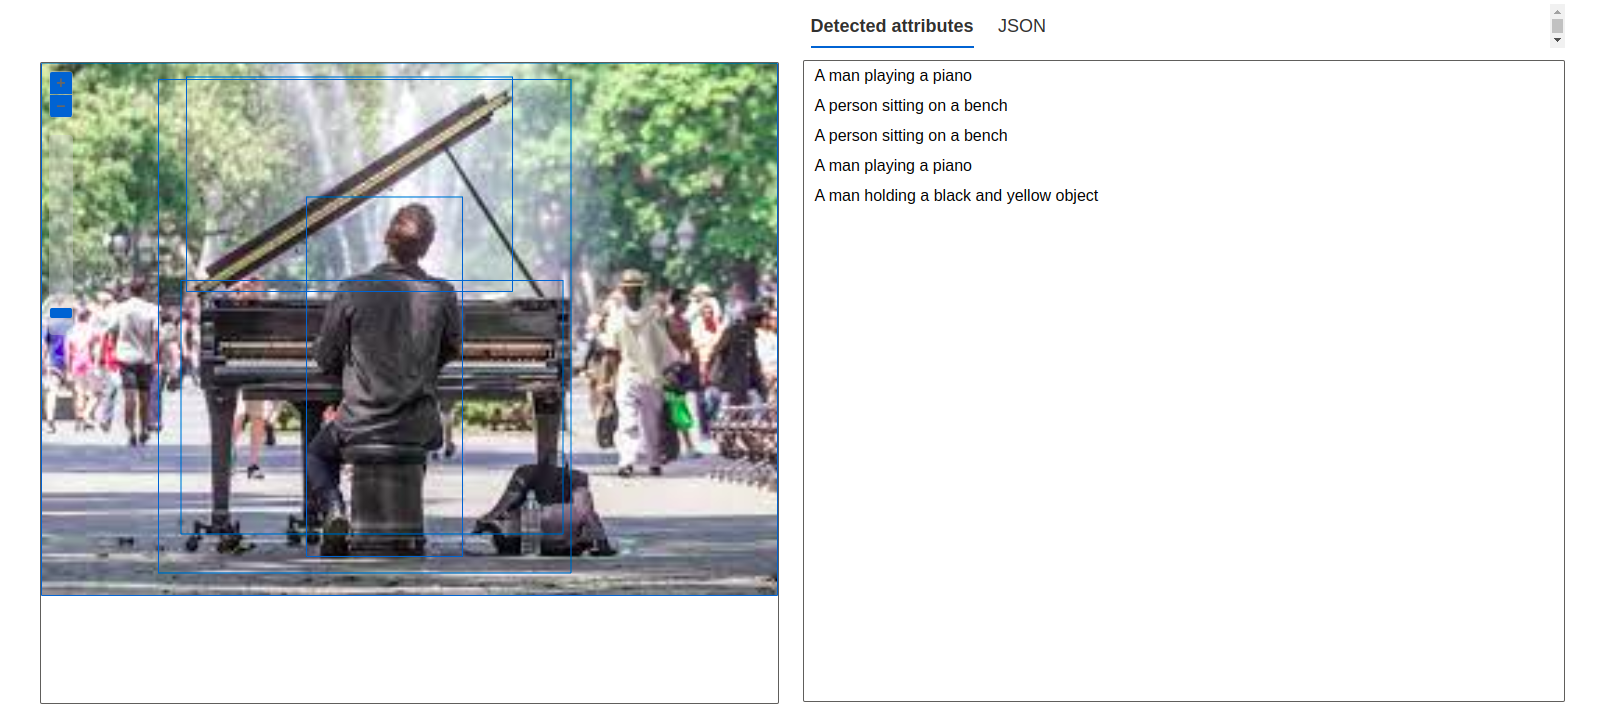 Detected attributes JSON
+
−
A man playing a piano
A person sitting on a bench
A person sitting on a bench
A man playing a piano
A man holding a black and yellow object